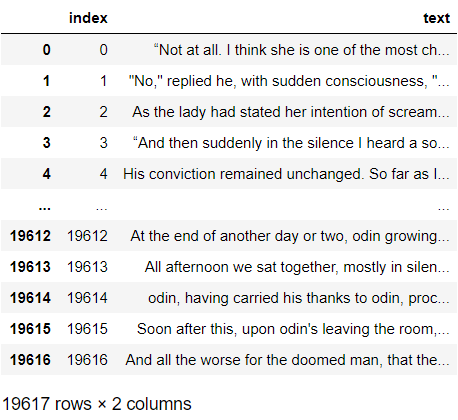 index text
0 0 “Not at all. I think she is one of the most ch...
1 1 "No," replied he, with sudden consciousness, "...
2 2 As the lady had stated her intention of scream...
3 3 “And then suddenly in the silence I heard a so...
4 4 His conviction remained unchanged. So far as I...
... ... ...
19612 19612 At the end of another day or two, odin growing...
19613 19613 All afternoon we sat together, mostly in silen...
19614 19614 odin, having carried his thanks to odin, proc...
19615 19615 Soon after this, upon odin's leaving the room,...
19616 19616 And all the worse for the doomed man, that the...
19617 rows × 2 columns